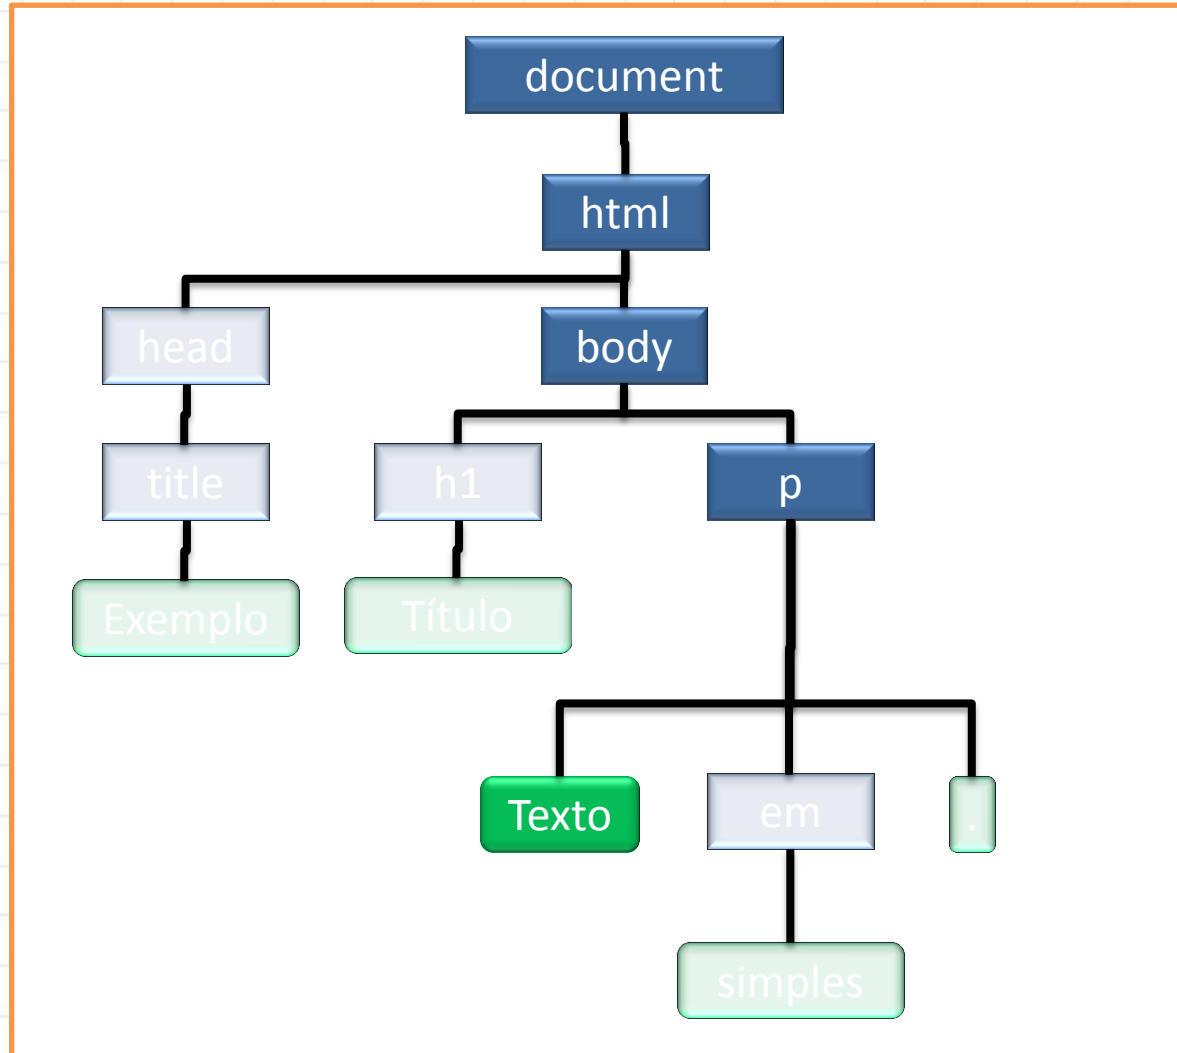 document
html
head
body
title
h1
p
Exemplo
Título
Texto
em
.
simples